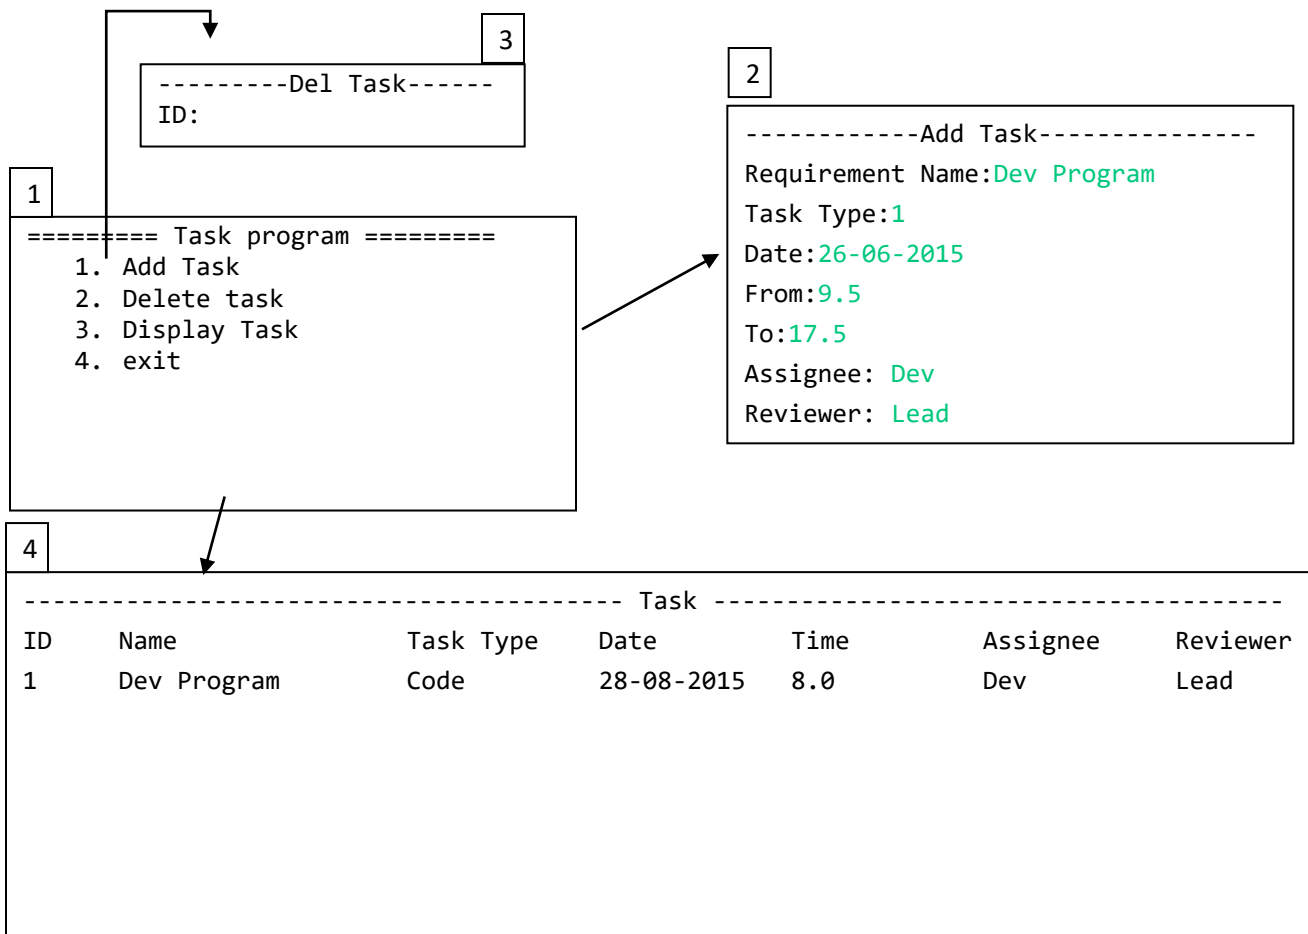 3
---------Del Task------
ID:
2
------------Add Task---------------
Requirement Name:Dev Program
Task Type:1
Date:26-06-2015
From:9.5
To:17.5
Assignee: Dev
Reviewer: Lead
1
========= Task program =========
1. Add Task
2. Delete task
3. Display Task
4. exit
4
----------------------------------------- Task ---------------------------------------
ID Name Task Type Date Time Assignee Reviewer
1 Dev Program Code 28-08-2015 8.0 Dev Lead